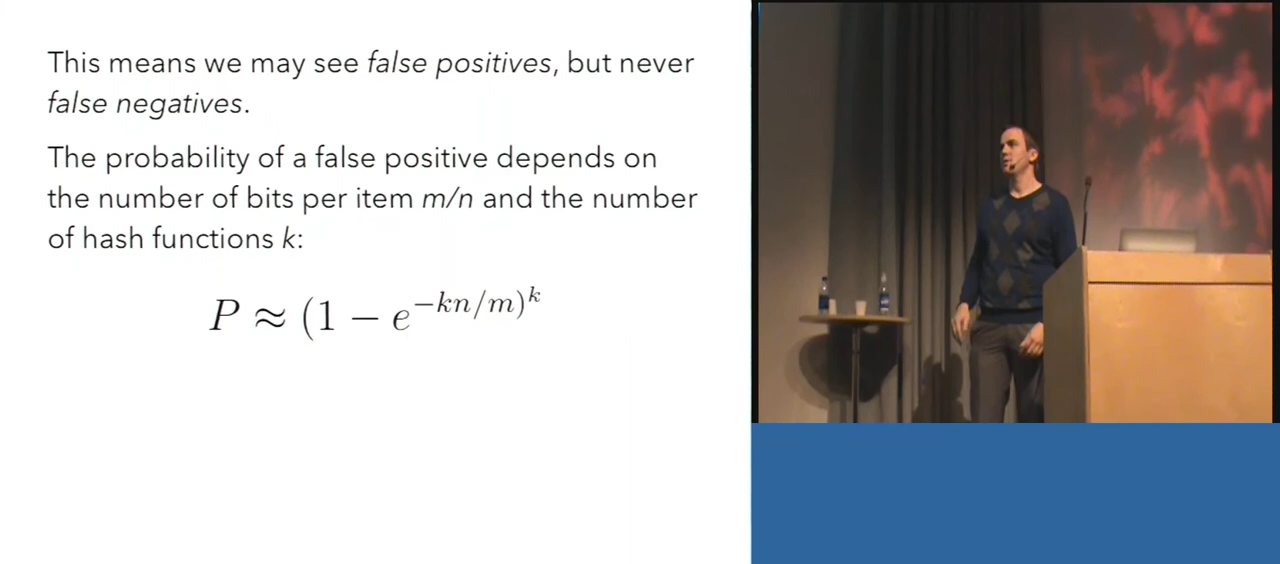 This means we may see false positives, but never
false negatives.
The probability of a false positive depends on
the number of bits per item m/n and the number
of hash functions k:
P ≈ (1 − e^{−kn/m})^k